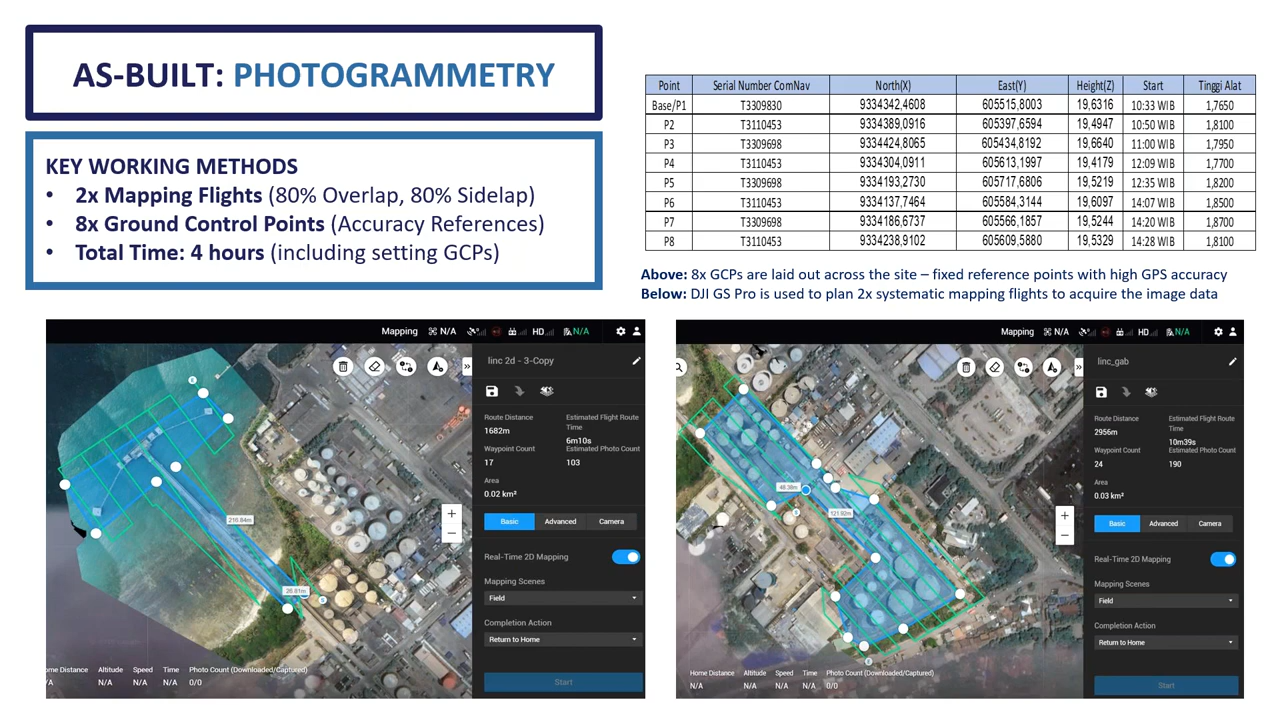 AS-BUILT: PHOTOGRAMMETRY
KEY WORKING METHODS
• 2x Mapping Flights (80% Overlap, 80% Sidelap)
• 8x Ground Control Points (Accuracy References)
• Total Time: 4 hours (including setting GCPs)
Point Serial Number ComNav North(X) East(Y) Height(Z) Start Tinggi Alat
Base/P1 T3309830 9334342,4608 605515,8003 19,6316 10:33 WIB 1,7650
P2 T3110453 9334389,0916 605397,6594 19,4947 10:50 WIB 1,8100
P3 T3309698 9334424,8065 605434,8192 19,6640 11:00 WIB 1,7950
P4 T3110453 9334304,0911 605613,1997 19,4179 12:09 WIB 1,7700
P5 T3309698 9334193,2730 605717,6806 19,5219 12:35 WIB 1,8200
P6 T3110453 9334137,7464 605584,3144 19,6097 14:07 WIB 1,8500
P7 T3309698 9334186,6737 605566,1857 19,5244 14:20 WIB 1,8700
P8 T3110453 9334238,9102 605609,5880 19,5329 14:28 WIB 1,8100
Above: 8x GCPs are laid out across the site – fixed reference points with high GPS accuracy
Below: DJI GS Pro is used to plan 2x systematic mapping flights to acquire the image data
Mapping N/A HD N/A
linc 2d - 3-Copy
Route Distance
1682m
Estimated Flight Route Time
6m10s
Waypoint Count
17
Estimated Photo Count
103
Area
0.02 km²
Basic Advanced Camera
Real-Time 2D Mapping
Mapping Scenes
Field
Completion Action
Return to Home
Start
216.84m
26.81m
S
ome Distance Altitude Speed Time Photo Count (Downloaded/Captured)
/A N/A N/A N/A 0/0
Mapping N/A HD N/A
linc_gab
Route Distance
2956m
Estimated Flight Route
Time
10m39s
Waypoint Count
24
Estimated Photo Count
190
Area
0.03 km²
Basic Advanced Camera
Real-Time 2D Mapping
Mapping Scenes
Field
Completion Action
Return to Home
Start
48.38m
121.92m
S
Home Distance Altitude Speed Time Photo Count (Downloaded/Captured)
N/A N/A N/A N/A 0/0